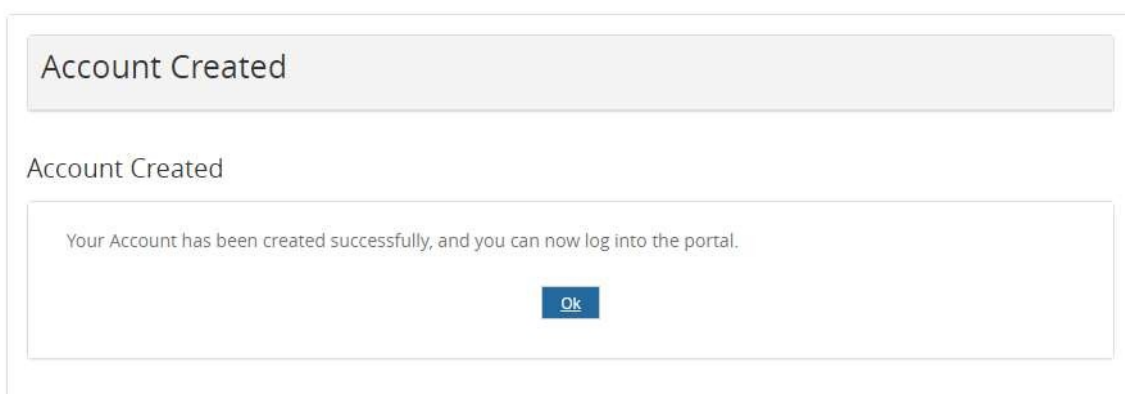 Account Created
Account Created
Your Account has been created successfully, and you can now log into the portal.
Ok